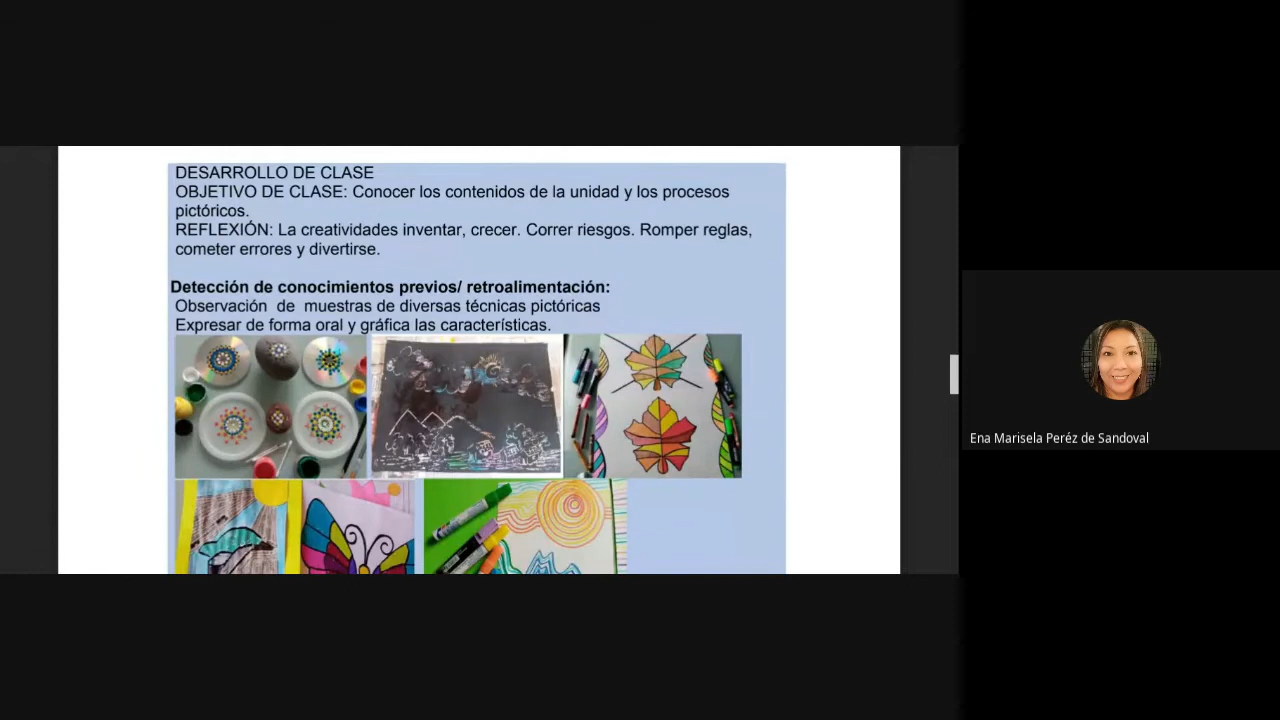 DESARROLLO DE CLASE
OBJETIVO DE CLASE: Conocer los contenidos de la unidad y los procesos
pictóricos.
REFLEXIÓN: La creatividades inventar, crecer. Correr riesgos. Romper reglas,
cometer errores y divertirse.
Detección de conocimientos previos/ retroalimentación:
Observación de muestras de diversas técnicas pictóricas
Expresar de forma oral y gráfica las características.
Ena Marisela Peréz de Sandoval